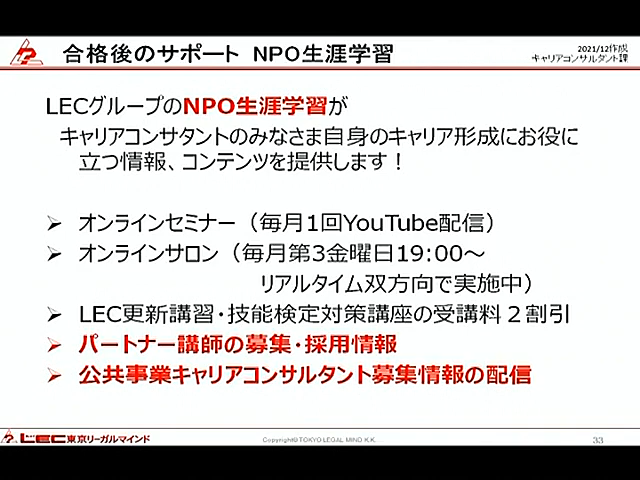 合格後のサポート NPO生涯学習
2021/12作成
キャリアコンサルタント課
LECグループのNPO生涯学習が
キャリアコンサタントのみなさま自身のキャリア形成にお役に
立つ情報、コンテンツを提供します！
➢ オンラインセミナー（毎月1回YouTube配信）
➢ オンラインサロン（毎月第3金曜日19:00～
リアルタイム双方向で実施中）
➢ LEC更新講習・技能検定対策講座の受講料２割引
➢ パートナー講師の募集・採用情報
➢ 公共事業キャリアコンサルタント募集情報の配信
LEC東京リーガルマインド
Copyright© TOKYO LEGAL MIND K.K.
33